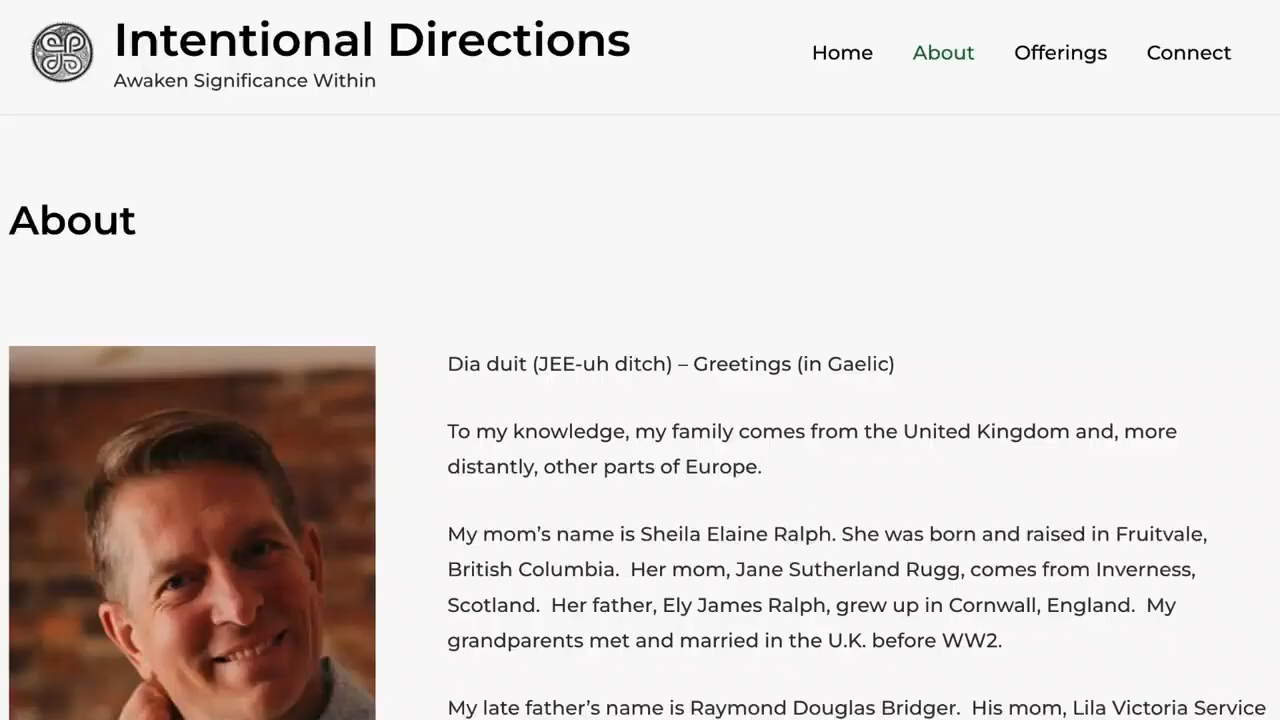 Intentional Directions
Awaken Significance Within
Home About Offerings Connect
About
Dia duit (JEE-uh ditch) – Greetings (in Gaelic)
To my knowledge, my family comes from the United Kingdom and, more
distantly, other parts of Europe.
My mom’s name is Sheila Elaine Ralph. She was born and raised in Fruitvale,
British Columbia.  Her mom, Jane Sutherland Rugg, comes from Inverness,
Scotland.  Her father, Ely James Ralph, grew up in Cornwall, England.  My
grandparents met and married in the U.K. before WW2.
My late father’s name is Raymond Douglas Bridger.  His mom, Lila Victoria Service